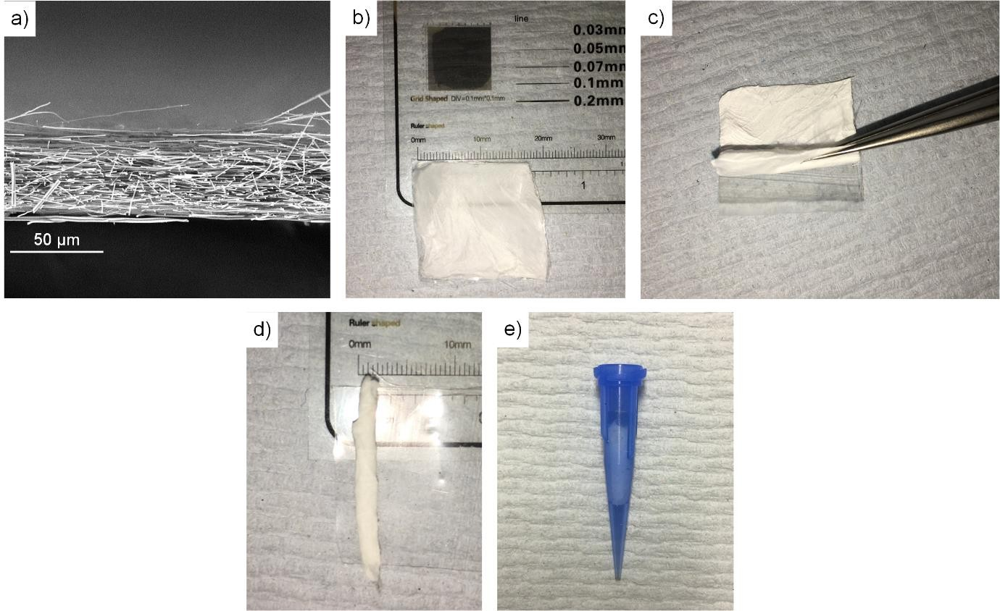 a)
50 µm
b)
line
0.03mm
0.05mm
0.07mm
0.1mm
0.2mm
Grid Shaped DIV=0.1mm*0.1mm
Ruler shaped
0mm 10mm 20mm 30mm
1
c)
d)
Ruler shaped
0mm 10mm
e)